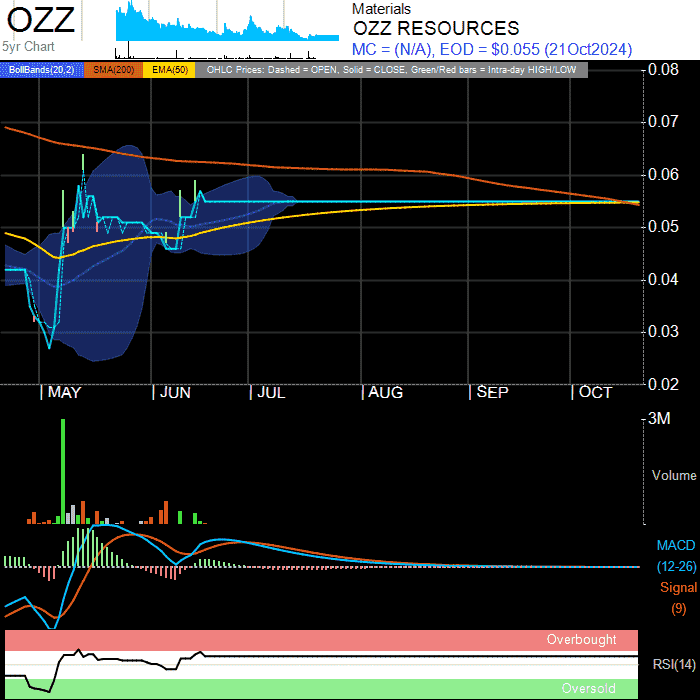 OZZ
5yr Chart
Materials
OZZ RESOURCES
MC = (N/A), EOD = $0.055 (21Oct2024)
BollBands(20,2) SMA(200) EMA(50) OHLC Prices: Dashed = OPEN, Solid = CLOSE, Green/Red bars = Intra-day HIGH/LOW
0.08
0.07
0.06
0.05
0.04
0.03
0.02
MAY JUN JUL AUG SEP OCT
3M
Volume
MACD
(12-26)
Signal
(9)
Overbought
RSI(14)
Oversold